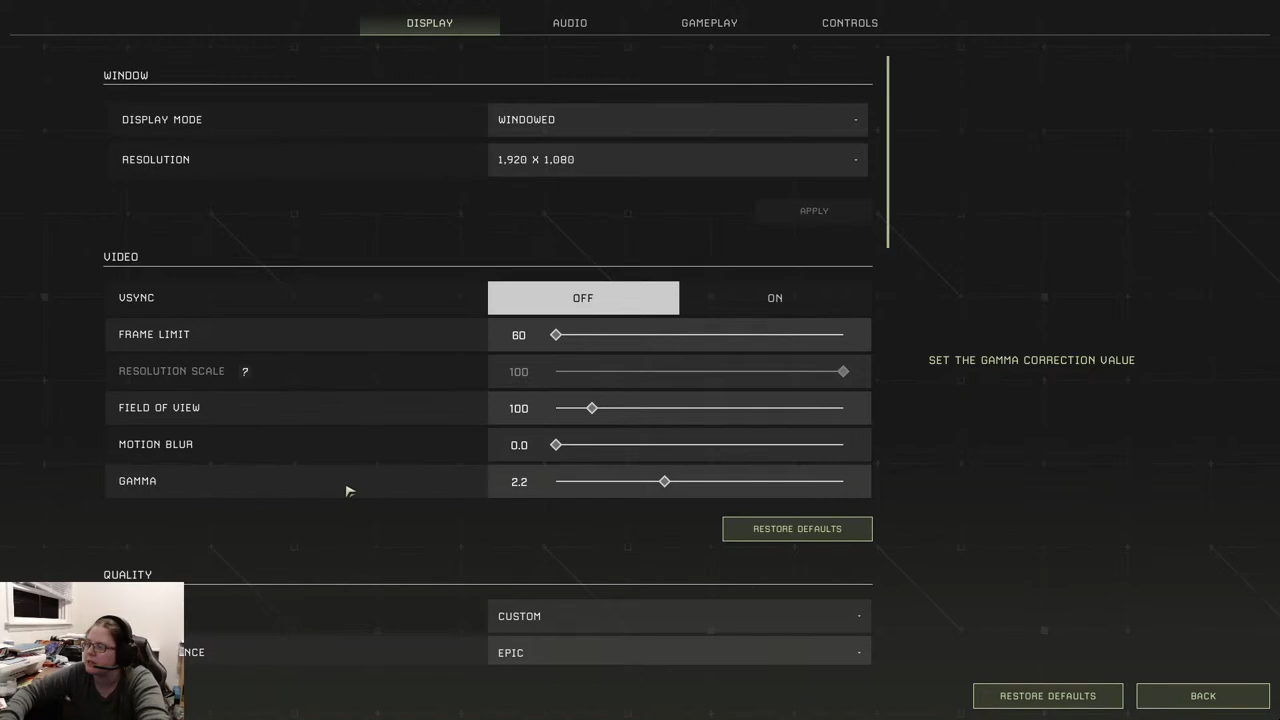 DISPLAY
AUDIO
GAMEPLAY
CONTROLS
WINDOW
DISPLAY MODE
WINDOWED
RESOLUTION
1,920 X 1,080
APPLY
VIDEO
VSYNC
OFF
ON
FRAME LIMIT
60
RESOLUTION SCALE ?
100
FIELD OF VIEW
100
MOTION BLUR
0.0
GAMMA
2.2
SET THE GAMMA CORRECTION VALUE
RESTORE DEFAULTS
QUALITY
CUSTOM
NCE
EPIC
RESTORE DEFAULTS
BACK